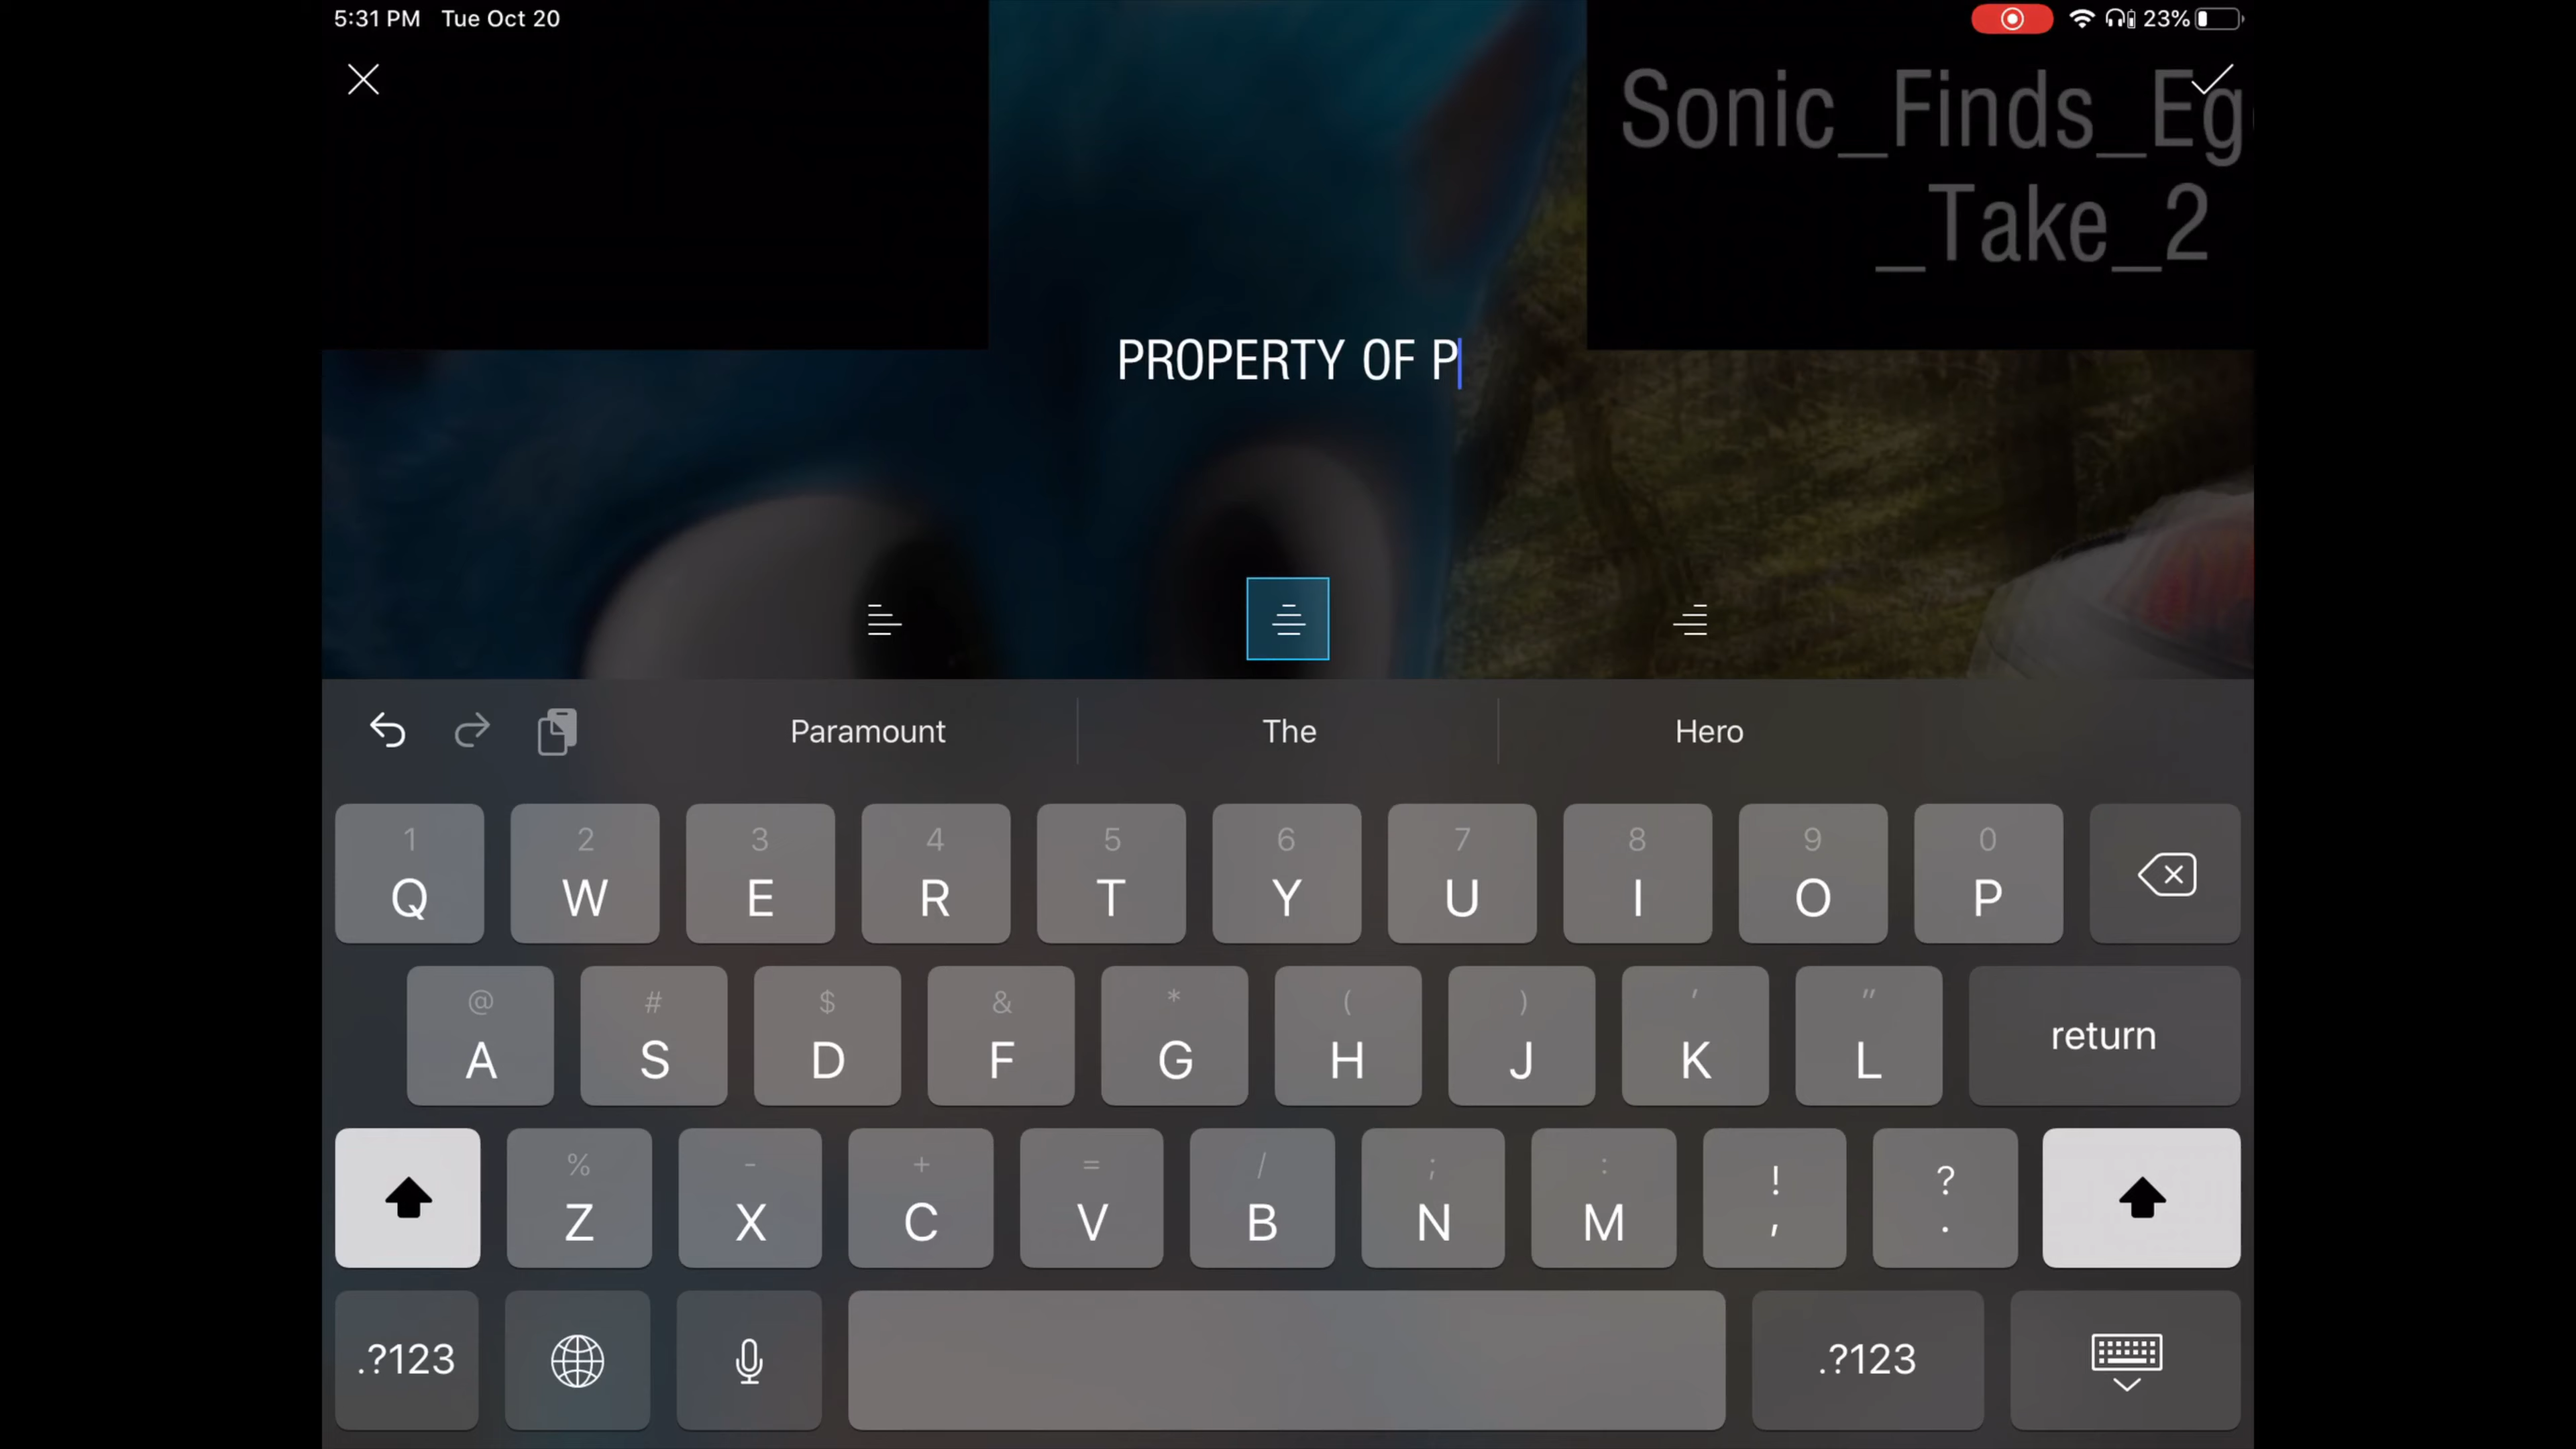 5:31 PM Tue Oct 20
23%
Sonic_Finds_Eg
_Take_2
PROPERTY OF P
Paramount The Hero
1 2 3 4 5 6 7 8 9 0
Q W E R T Y U I O P
@ # $ & * ( ) ' "
A S D F G H J K L return
% - + = / ; : ! ?
Z X C V B N M , .
.?123 .?123